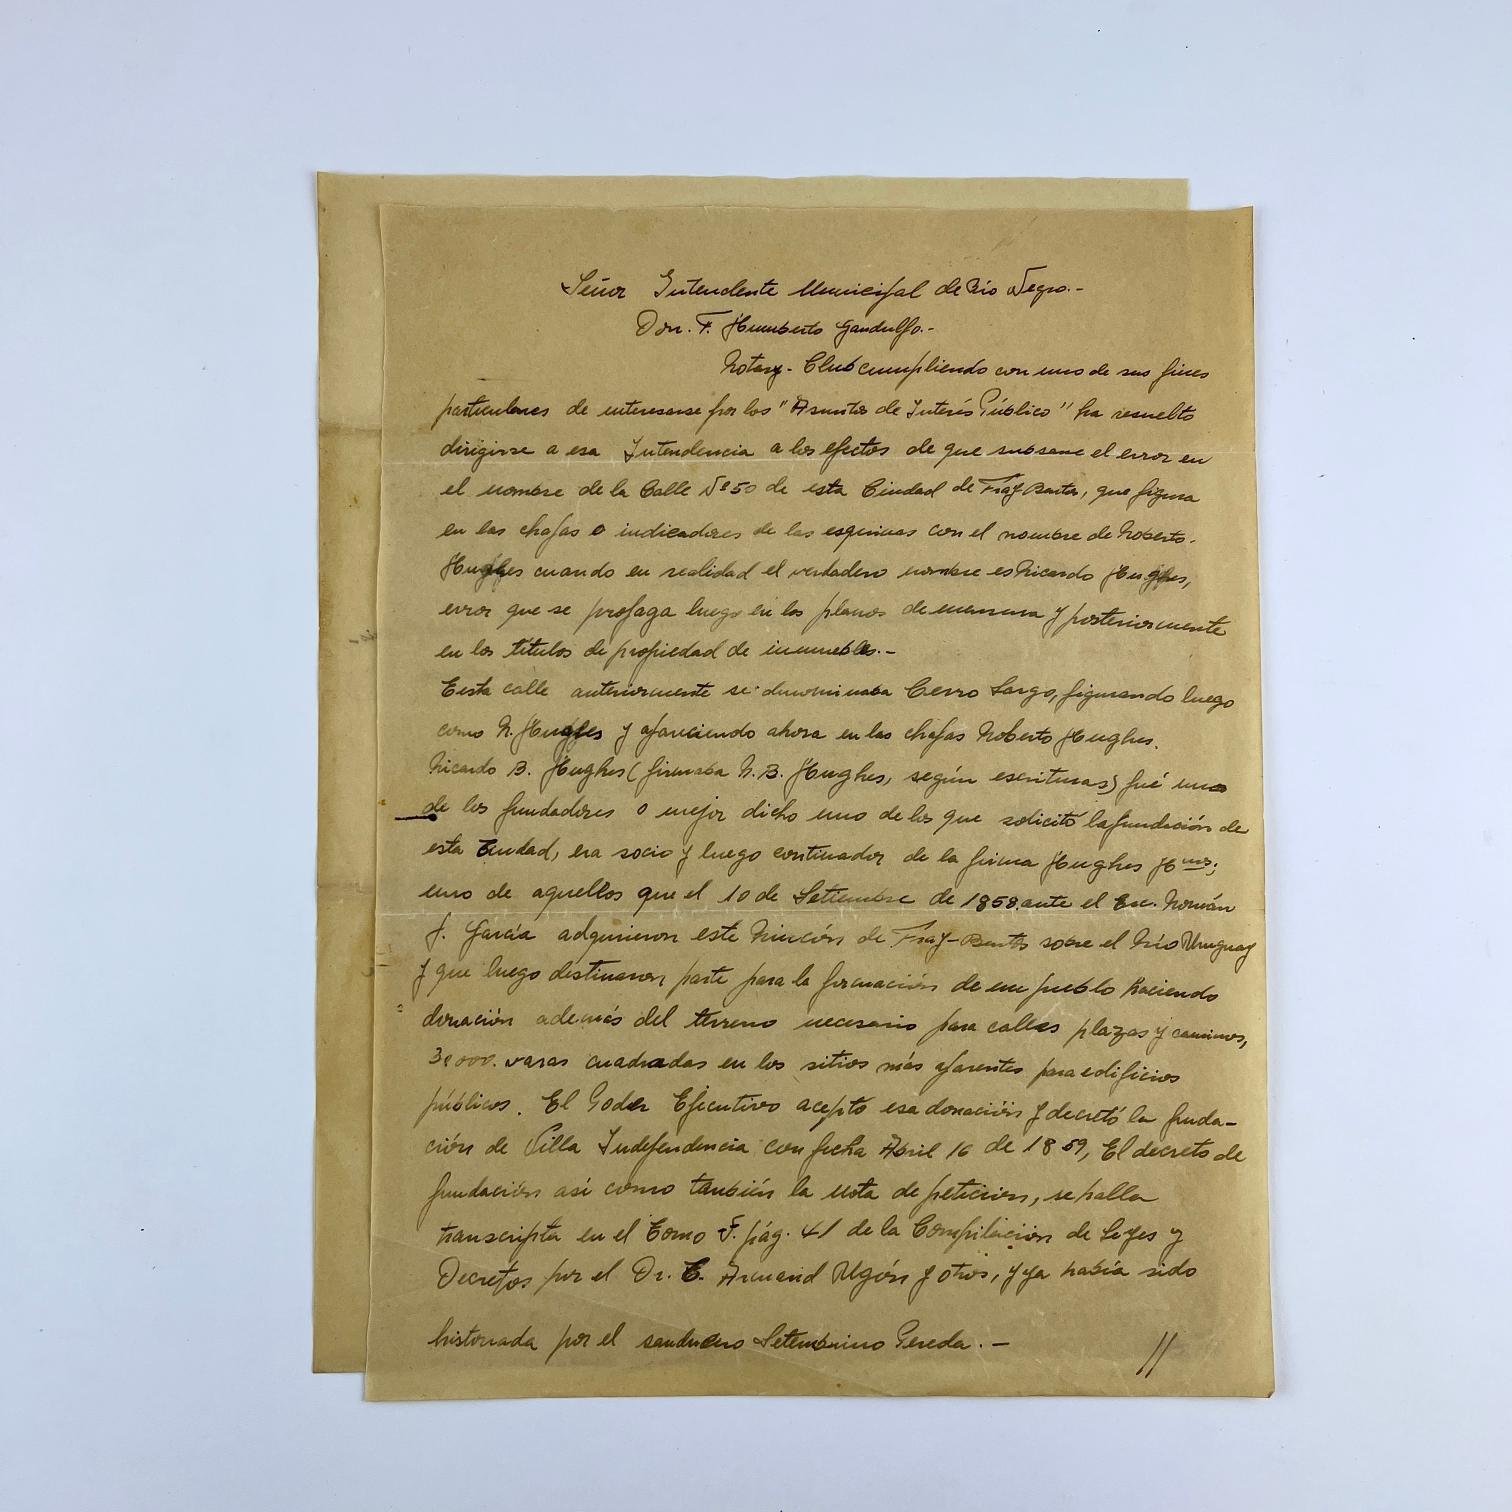 Señor Intendente Municipal de Río Negro.-
Don. F. Humberto Gandulfo.-
Rotary-Club cumpliendo con uno de sus fines
particulares de interesarse por los "Asuntos de Interés Público" ha resuelto
dirigirse a esa Intendencia a los efectos de que subsane el error en
el nombre de la Calle Nº 50 de esta Ciudad de Fray Bentos, que figura
en las chapas o indicadores de las esquinas con el nombre de Roberto.
Hughes cuando en realidad el verdadero nombre es Ricardo Hughes,
error que se propaga luego en los planos de mensura y posteriormente
en los títulos de propiedad de inmuebles.-
Esta calle anteriormente se denominaba Cerro Largo, figurando luego
como R. Hughes y apareciendo ahora en las chapas Roberto Hughes.
Ricardo B. Hughes (firmaba R. B. Hughes, según escrituras) fué uno
de los fundadores o mejor dicho uno de los que solicitó la fundación de
esta Ciudad, era socio y luego continuador de la firma Hughes Hnos;
uno de aquellos que el 10 de Setiembre de 1858 ante el Esc. Román
J. García adquirieron este Rincón de Fray-Bentos sobre el Río Uruguay
y que luego destinaron parte para la formación de un pueblo haciendo
donación además del terreno necesario para calles plazas y caminos,
30000. varas cuadradas en los sitios más aparentes para edificios
públicos. El Poder Ejecutivo aceptó esa donación y decretó la funda-
ción de Villa Independencia con fecha Abril 16 de 1859, El decreto de
fundación así como también la nota de petición, se halla
transcripta en el Tomo pág. 41 de la Compilación de Leyes y
Decretos por el Dr. E. Armand Ugón y otros, y ya había sido
historiada por el sanducero Setembrino Pereda.- //